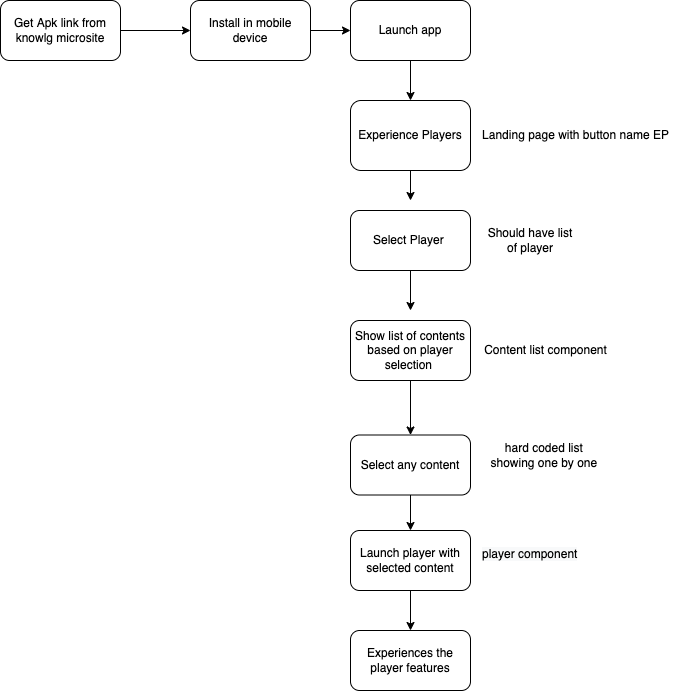 Get Apk link from
knowlg microsite
Install in mobile
device
Launch app
Experience Players
Landing page with button name EP
Select Player
Should have list
of player
Show list of contents
based on player
selection
Content list component
Select any content
hard coded list
showing one by one
Launch player with
selected content
player component
Experiences the
player features